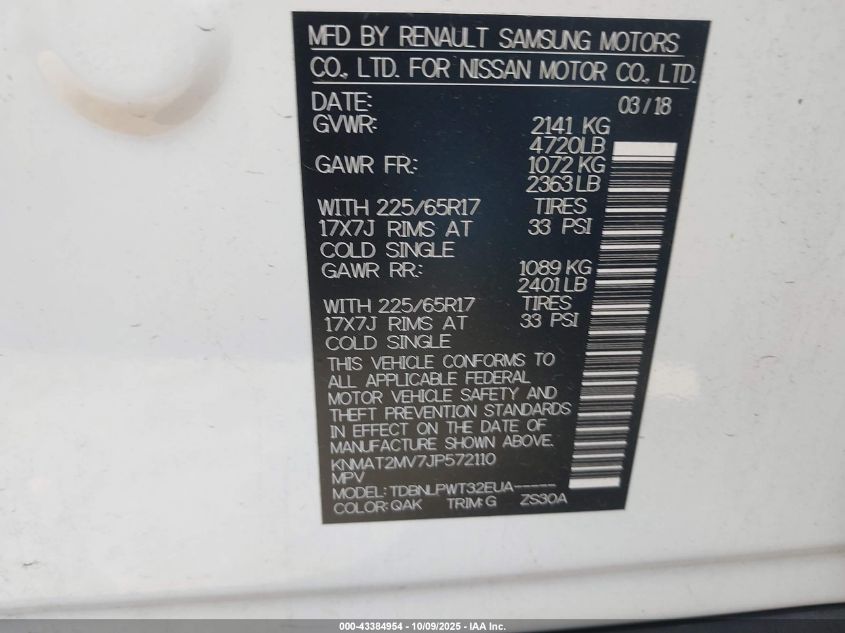 MFD BY RENAULT SAMSUNG MOTORS
CO., LTD. FOR NISSAN MOTOR CO., LTD.
DATE: 03/18
GVWR: 2141 KG
4720LB
GAWR FR: 1072 KG
2363 LB
WITH 225/65R17 TIRES
17X7J RIMS AT 33 PSI
COLD SINGLE
GAWR RR: 1089 KG
2401 LB
WITH 225/65R17 TIRES
17X7J RIMS AT 33 PSI
COLD SINGLE
THIS VEHICLE CONFORMS TO
ALL APPLICABLE FEDERAL
MOTOR VEHICLE SAFETY AND
THEFT PREVENTION STANDARDS
IN EFFECT ON THE DATE OF
MANUFACTURE SHOWN ABOVE.
KNMAT2MV7JP572110
MPV
MODEL: TDBNLPWT32EUA-----
COLOR: QAK TRIM: G ZS30A
000-43384954 - 10/09/2025 - IAA Inc.